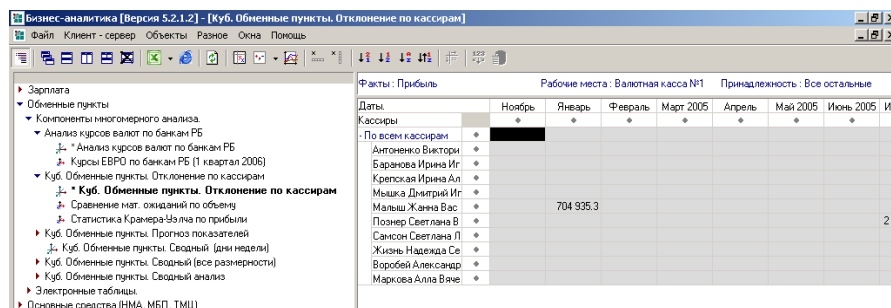 Бизнес-аналитика [Версия 5.2.1.2] - [Куб. Обменные пункты. Отклонение по кассирам]
Файл Клиент-сервер Объекты Разное Окна Помощь
Зарплата
Обменные пункты
Компоненты многомерного анализа.
Анализ курсов валют по банкам РБ
* Анализ курсов валют по банкам РБ
Курсы ЕВРО по банкам РБ (1 квартал 2006)
Куб. Обменные пункты. Отклонение по кассирам
* Куб. Обменные пункты. Отклонение по кассирам
Сравнение мат. ожиданий по объему
Статистика Крамера-Уэлча по прибыли
Куб. Обменные пункты. Прогноз показателей
Куб. Обменные пункты. Сводный (дни недели)
Куб. Обменные пункты. Сводный (все размерности)
Куб. Обменные пункты. Сводный анализ
Электронные таблицы.
Основные средства (НМА, МБП, ТМЦ)
Факты : Прибыль Рабочие места : Валютная касса №1 Принадлежность : Все остальные
Даты. Ноябрь Январь Февраль Март 2005 Апрель Май 2005 Июнь 2005 И
Кассиры
- По всем кассирам
Антоненко Виктори
Баранова Ирина Иг
Крепская Ирина Ал
Мышка Дмитрий Иг
Малыш Жанна Вас 704 935.3
Познер Светлана В 2
Самсон Светлана Л
Жизнь Надежда Се
Воробей Александр
Маркова Алла Вяче